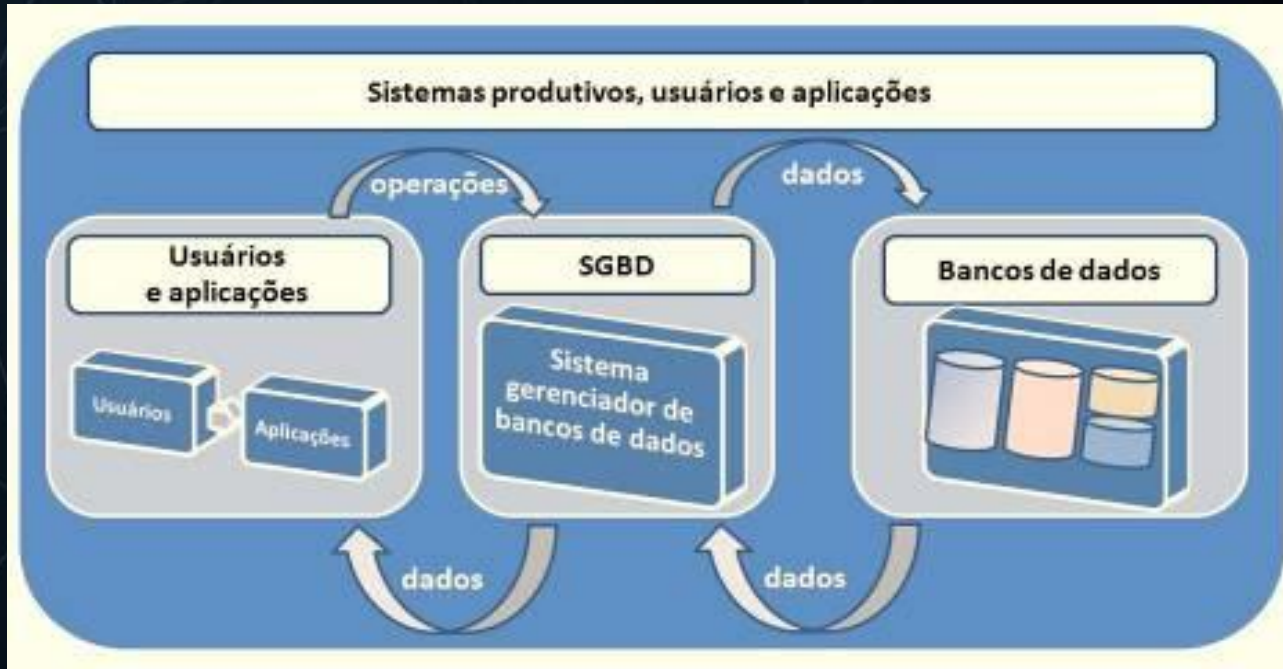 Sistemas produtivos, usuários e aplicações
operações
dados
Usuários
e aplicações
SGBD
Bancos de dados
Usuários
Aplicações
Sistema
gerenciador de
bancos de dados
dados
dados